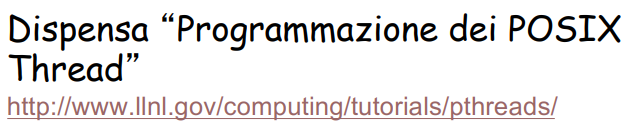 Dispensa “Programmazione dei POSIX
Thread”
http://www.llnl.gov/computing/tutorials/pthreads/